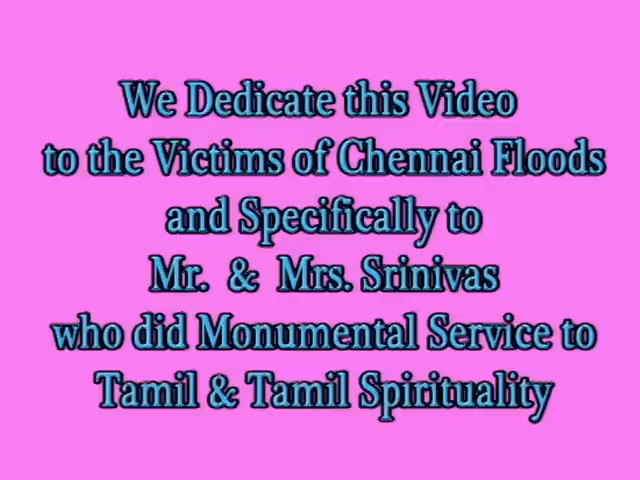 We Dedicate this Video
to the Victims of Chennai Floods
and Specifically to
Mr. & Mrs. Srinivas
who did Monumental Service to
Tamil & Tamil Spirituality